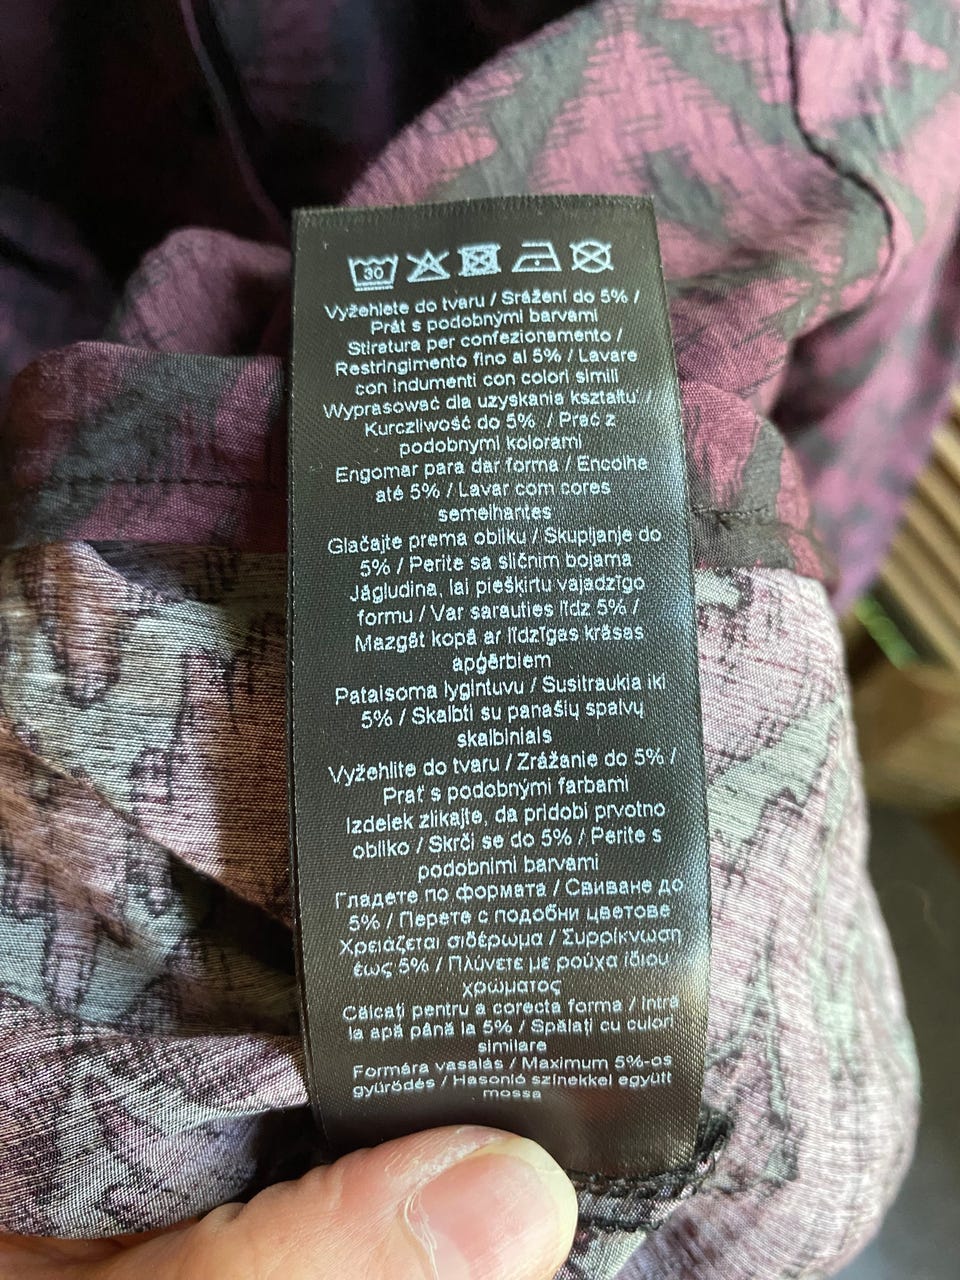 30
Vyžehlete do tvaru / Srážení do 5% /
Prát s podobnými barvami
Stiratura per confezionamento /
Restringimento fino al 5% / Lavare
con indumenti con colori simili
Wyprasować dla uzyskania kształtu /
Kurczliwość do 5% / Prać z
podobnymi kolorami
Engomar para dar forma / Encolhe
até 5% / Lavar com cores
semelhantes
Glačajte prema obliku / Skupljanje do
5% / Perite sa sličnim bojama
Jāgludina, lai piešķirtu vajadzīgo
formu / Var sarauties līdz 5% /
Mazgāt kopā ar līdzīgas krāsas
apģērbiem
Pataisoma lygintuvu / Susitraukia iki
5% / Skalbti su panašių spalvų
skalbiniais
Vyžehlite do tvaru / Zrážanie do 5% /
Prať s podobnými farbami
Izdelek zlikajte, da pridobi prvotno
obliko / Skrči se do 5% / Perite s
podobnimi barvami
Гладете по формата / Свиване до
5% / Перете с подобни цветове
Χρειάζεται σιδέρωμα / Συρρίκνωση
έως 5% / Πλύνετε με ρούχα ίδιου
χρώματος
Călcați pentru a corecta forma / Intră
la apă până la 5% / Spălați cu culori
similare
Formára vasalás / Maximum 5%-os
gyűrődés / Hasonló színekkel együtt
mossa